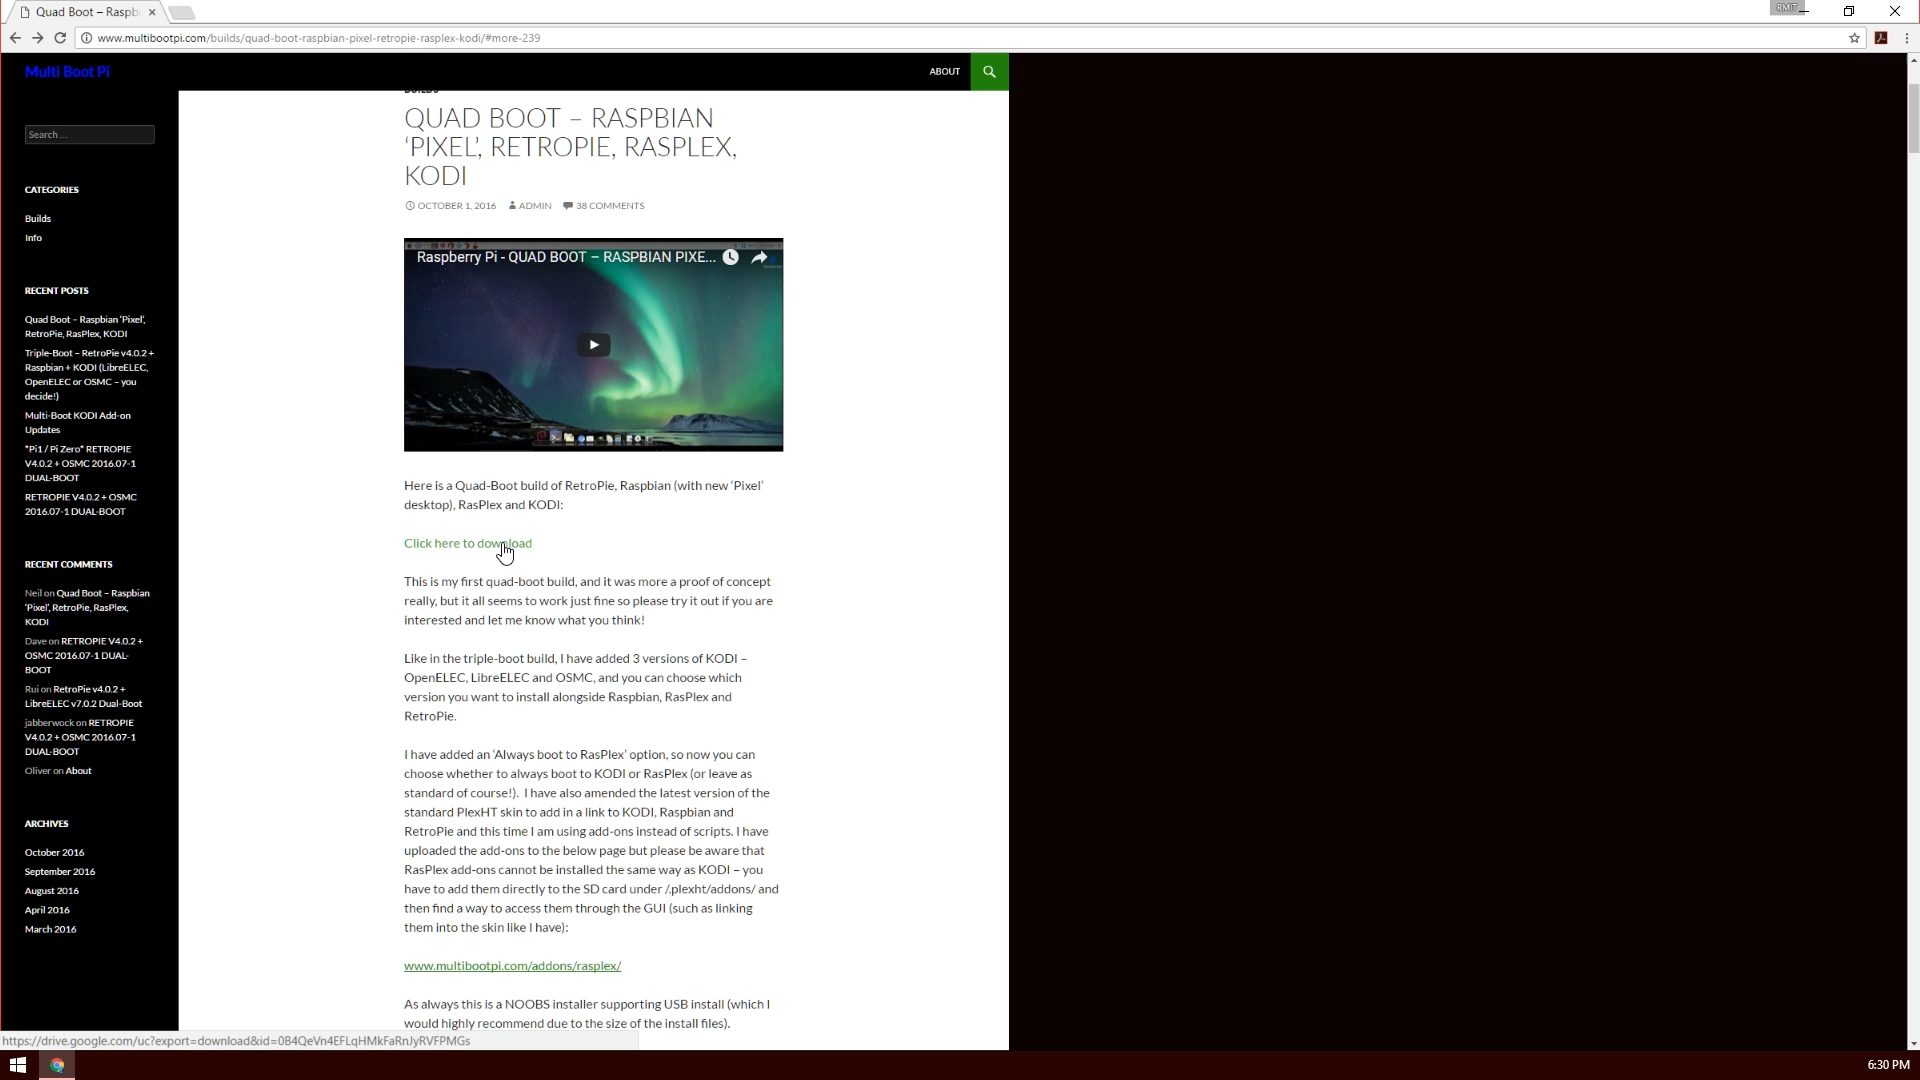 Quad Boot – Raspb
RMIT
www.multibootpi.com/builds/quad-boot-raspbian-pixel-retropie-rasplex-kodi/#more-239
Multi Boot Pi
ABOUT
Search …
CATEGORIES
Builds
Info
RECENT POSTS
Quad Boot – Raspbian ‘Pixel’,
RetroPie, RasPlex, KODI
Triple-Boot – RetroPie v4.0.2 +
Raspbian + KODI (LibreELEC,
OpenELEC or OSMC – you
decide!)
Multi-Boot KODI Add-on
Updates
*Pi1 / Pi Zero* RETROPIE
V4.0.2 + OSMC 2016.07-1
DUAL-BOOT
RETROPIE V4.0.2 + OSMC
2016.07-1 DUAL-BOOT
RECENT COMMENTS
Neil on Quad Boot – Raspbian
‘Pixel’, RetroPie, RasPlex,
KODI
Dave on RETROPIE V4.0.2 +
OSMC 2016.07-1 DUAL-
BOOT
Rui on RetroPie v4.0.2 +
LibreELEC v7.0.2 Dual-Boot
jabberwock on RETROPIE
V4.0.2 + OSMC 2016.07-1
DUAL-BOOT
Oliver on About
ARCHIVES
October 2016
September 2016
August 2016
April 2016
March 2016
BUILDS
QUAD BOOT – RASPBIAN
‘PIXEL’, RETROPIE, RASPLEX,
KODI
OCTOBER 1, 2016 ADMIN 38 COMMENTS
Raspberry Pi - QUAD BOOT – RASPBIAN PIXE...
Here is a Quad-Boot build of RetroPie, Raspbian (with new ‘Pixel’
desktop), RasPlex and KODI:
Click here to download
This is my first quad-boot build, and it was more a proof of concept
really, but it all seems to work just fine so please try it out if you are
interested and let me know what you think!
Like in the triple-boot build, I have added 3 versions of KODI –
OpenELEC, LibreELEC and OSMC, and you can choose which
version you want to install alongside Raspbian, RasPlex and
RetroPie.
I have added an ‘Always boot to RasPlex’ option, so now you can
choose whether to always boot to KODI or RasPlex (or leave as
standard of course!).  I have also amended the latest version of the
standard PlexHT skin to add in a link to KODI, Raspbian and
RetroPie and this time I am using add-ons instead of scripts. I have
uploaded the add-ons to the below page but please be aware that
RasPlex add-ons cannot be installed the same way as KODI – you
have to add them directly to the SD card under /.plexht/addons/ and
then find a way to access them through the GUI (such as linking
them into the skin like I have):
www.multibootpi.com/addons/rasplex/
As always this is a NOOBS installer supporting USB install (which I
would highly recommend due to the size of the install files).
https://drive.google.com/uc?export=download&id=0B4QeVn4EFLqHMkFaRnJyRVFPMGs
6:30 PM